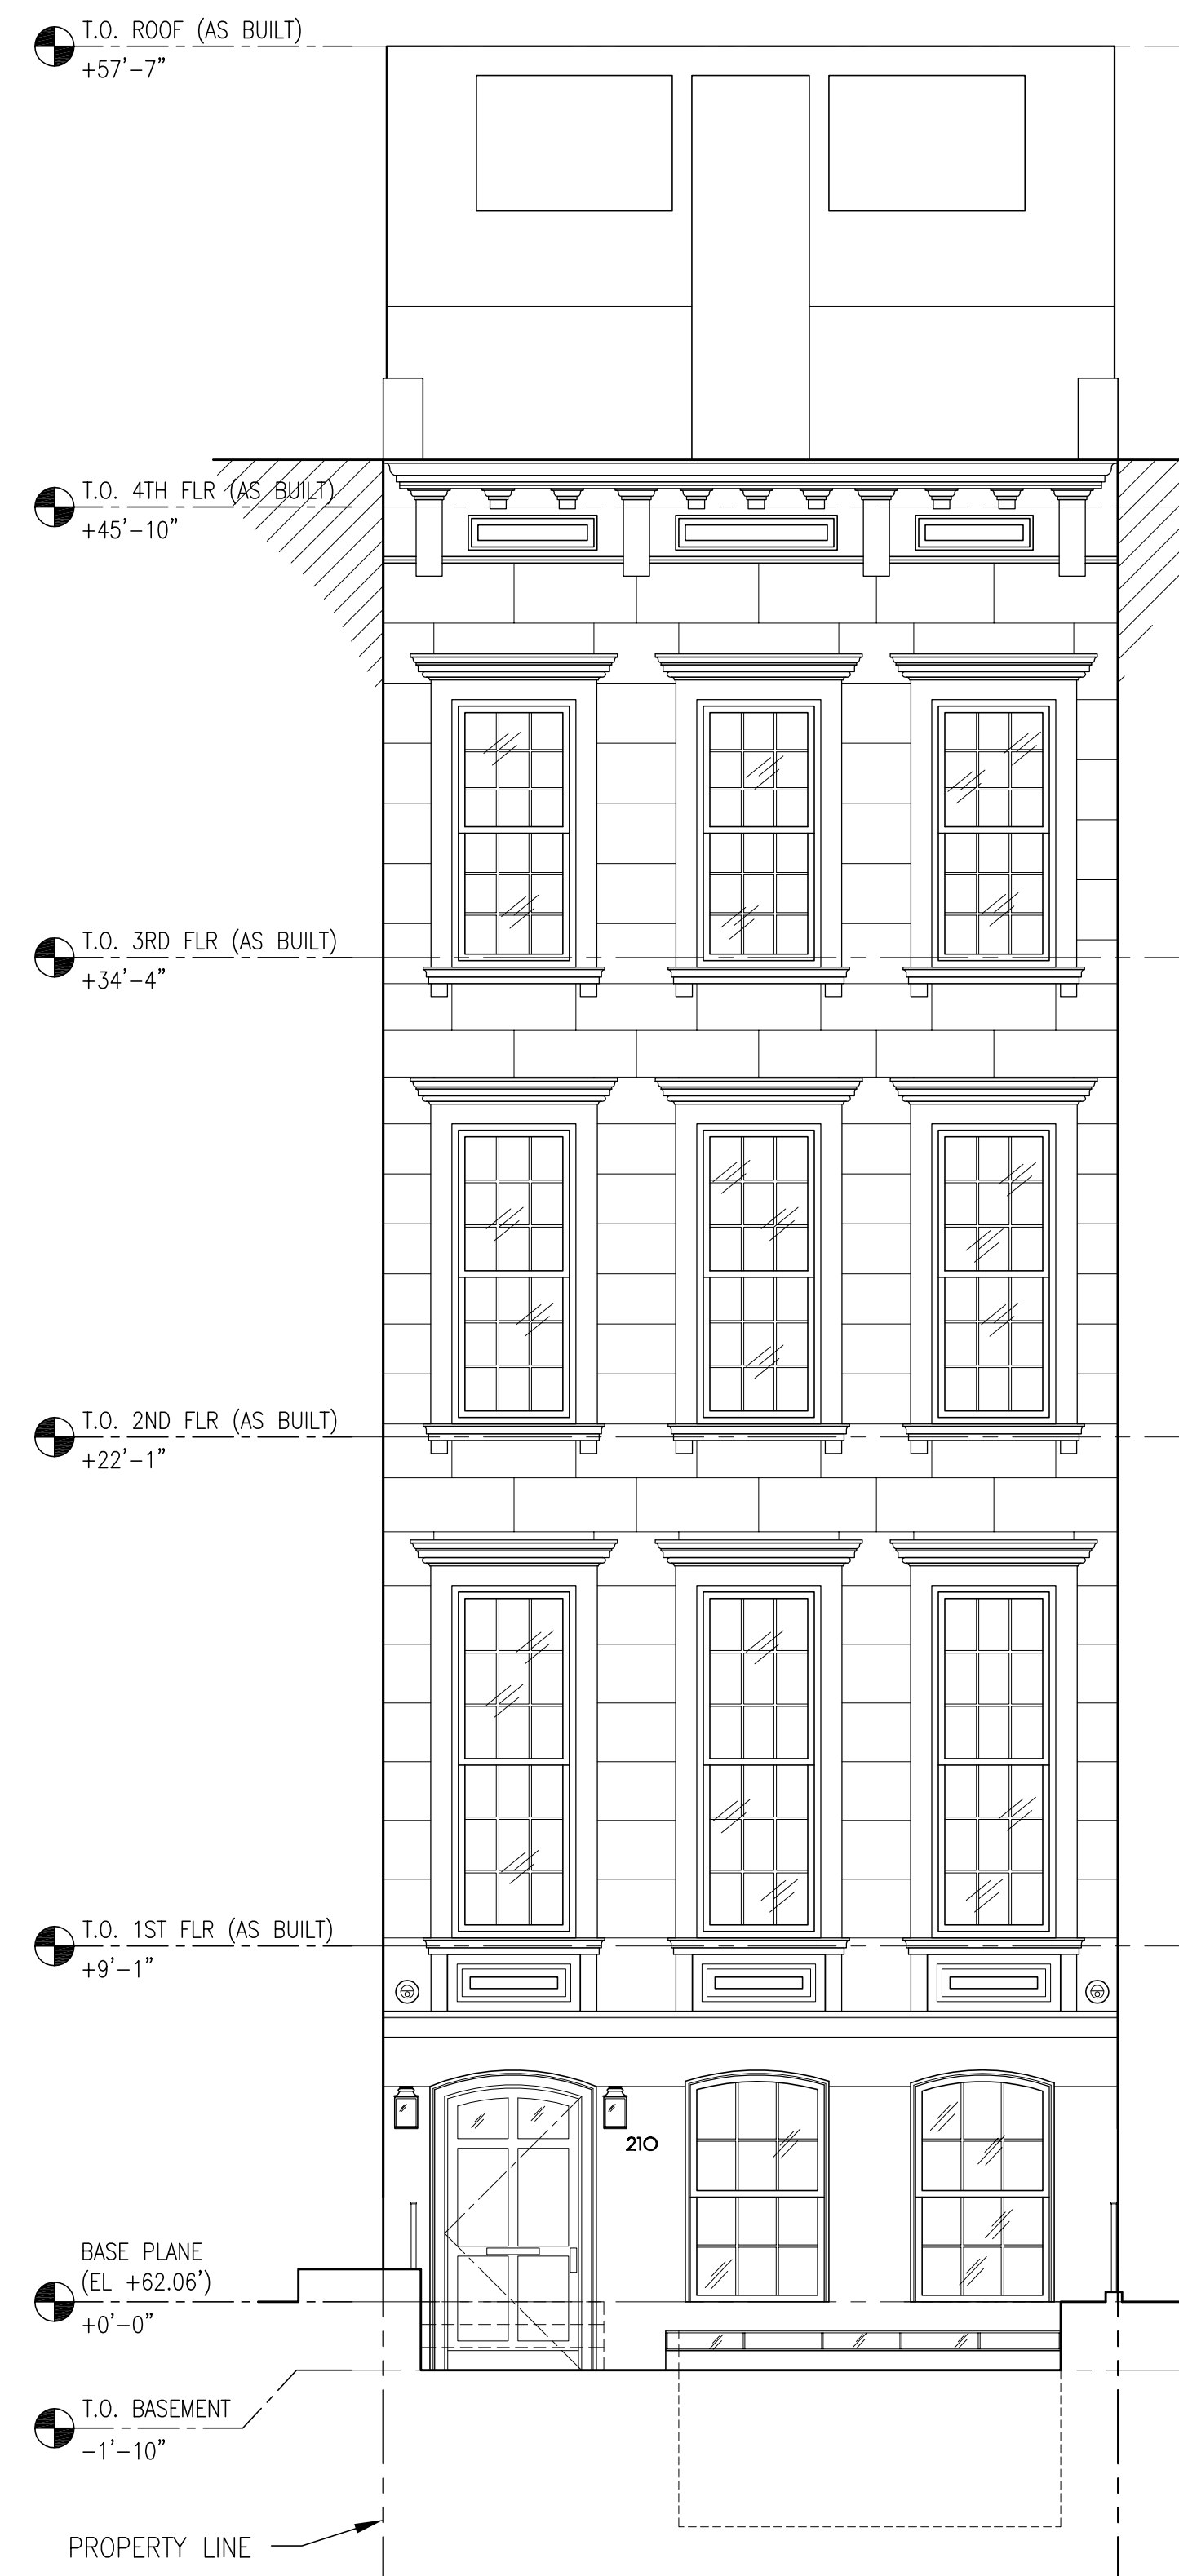 T.O. ROOF (AS BUILT)
+57'-7"
T.O. 4TH FLR (AS BUILT)
+45'-10"
T.O. 3RD FLR (AS BUILT)
+34'-4"
T.O. 2ND FLR (AS BUILT)
+22'-1"
T.O. 1ST FLR (AS BUILT)
+9'-1"
210
BASE PLANE
(EL +62.06')
+0'-0"
T.O. BASEMENT
-1'-10"
PROPERTY LINE